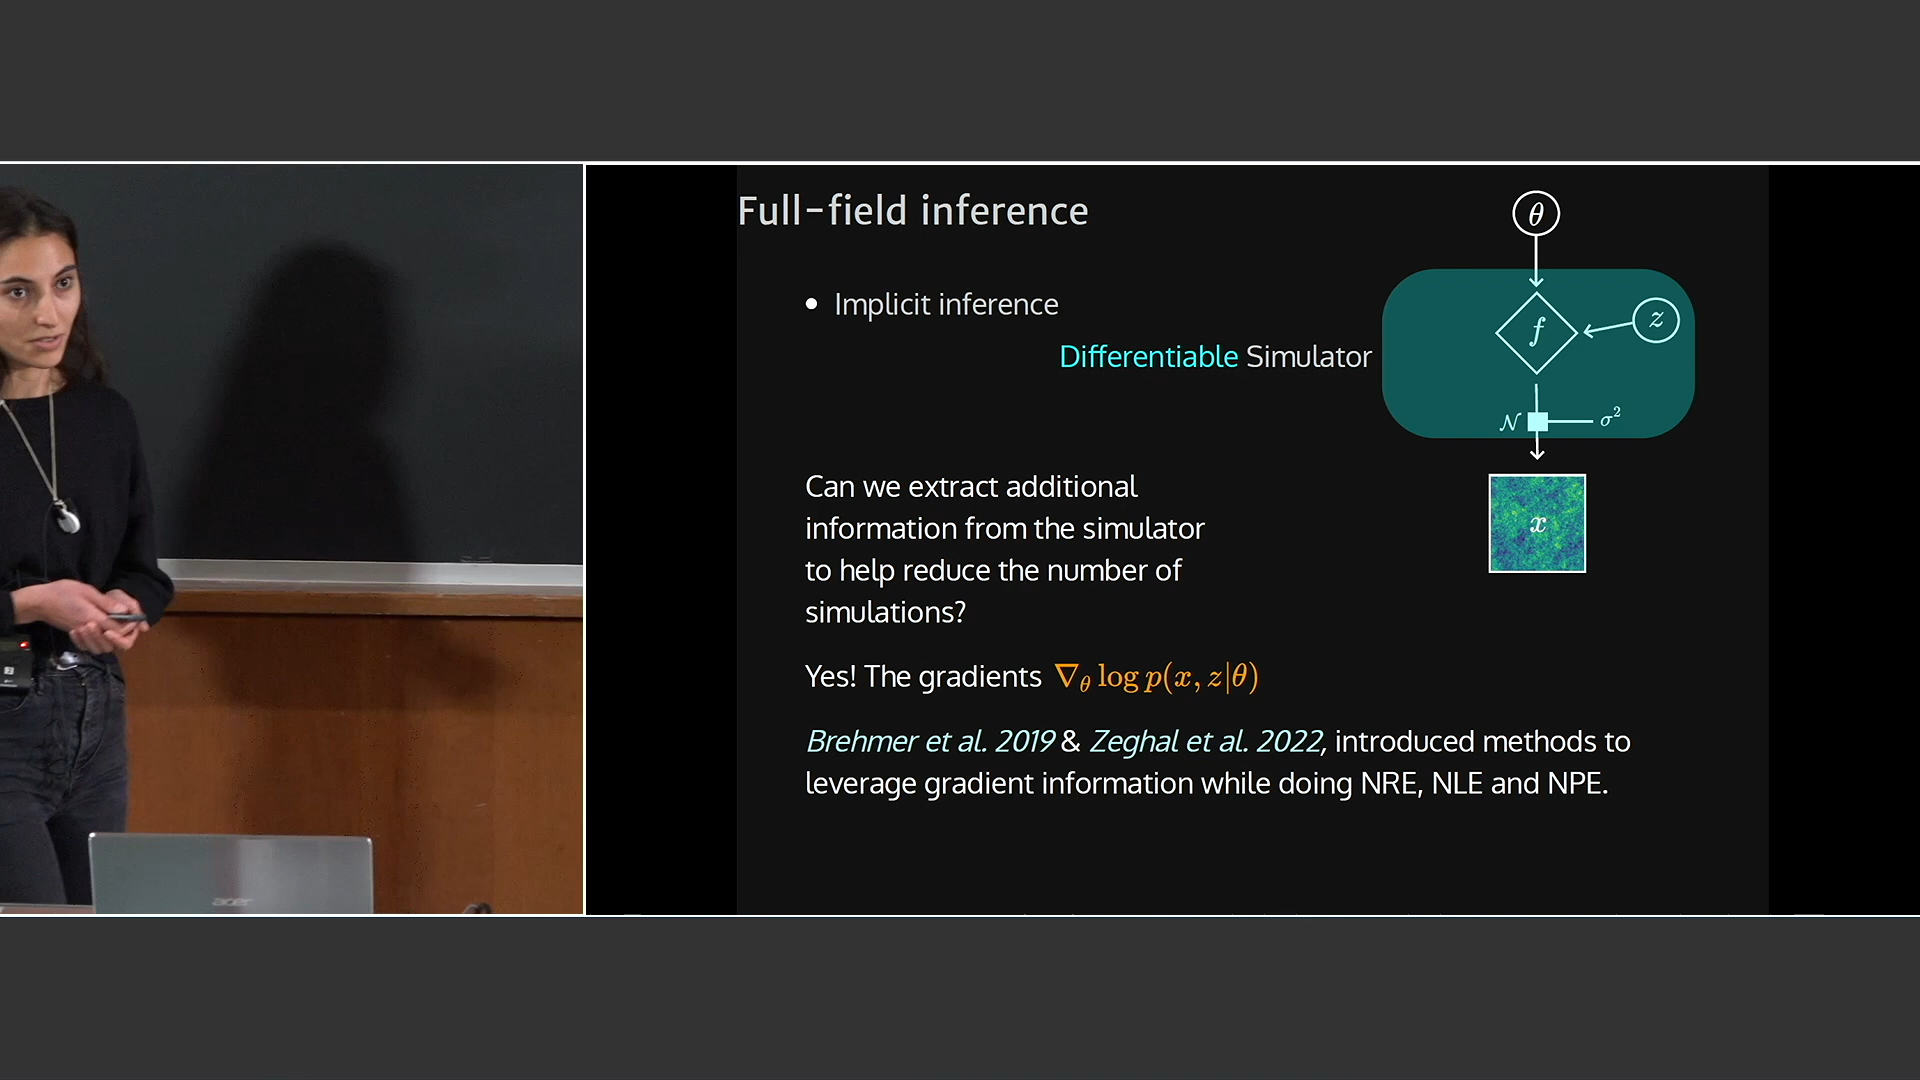 Full-field inference
θ
• Implicit inference
f
z
Differentiable Simulator
𝒩
σ²
Can we extract additional
information from the simulator
to help reduce the number of
simulations?
x
Yes! The gradients ∇θ log p(x, z|θ)
Brehmer et al. 2019 & Zeghal et al. 2022, introduced methods to
leverage gradient information while doing NRE, NLE and NPE.
acer